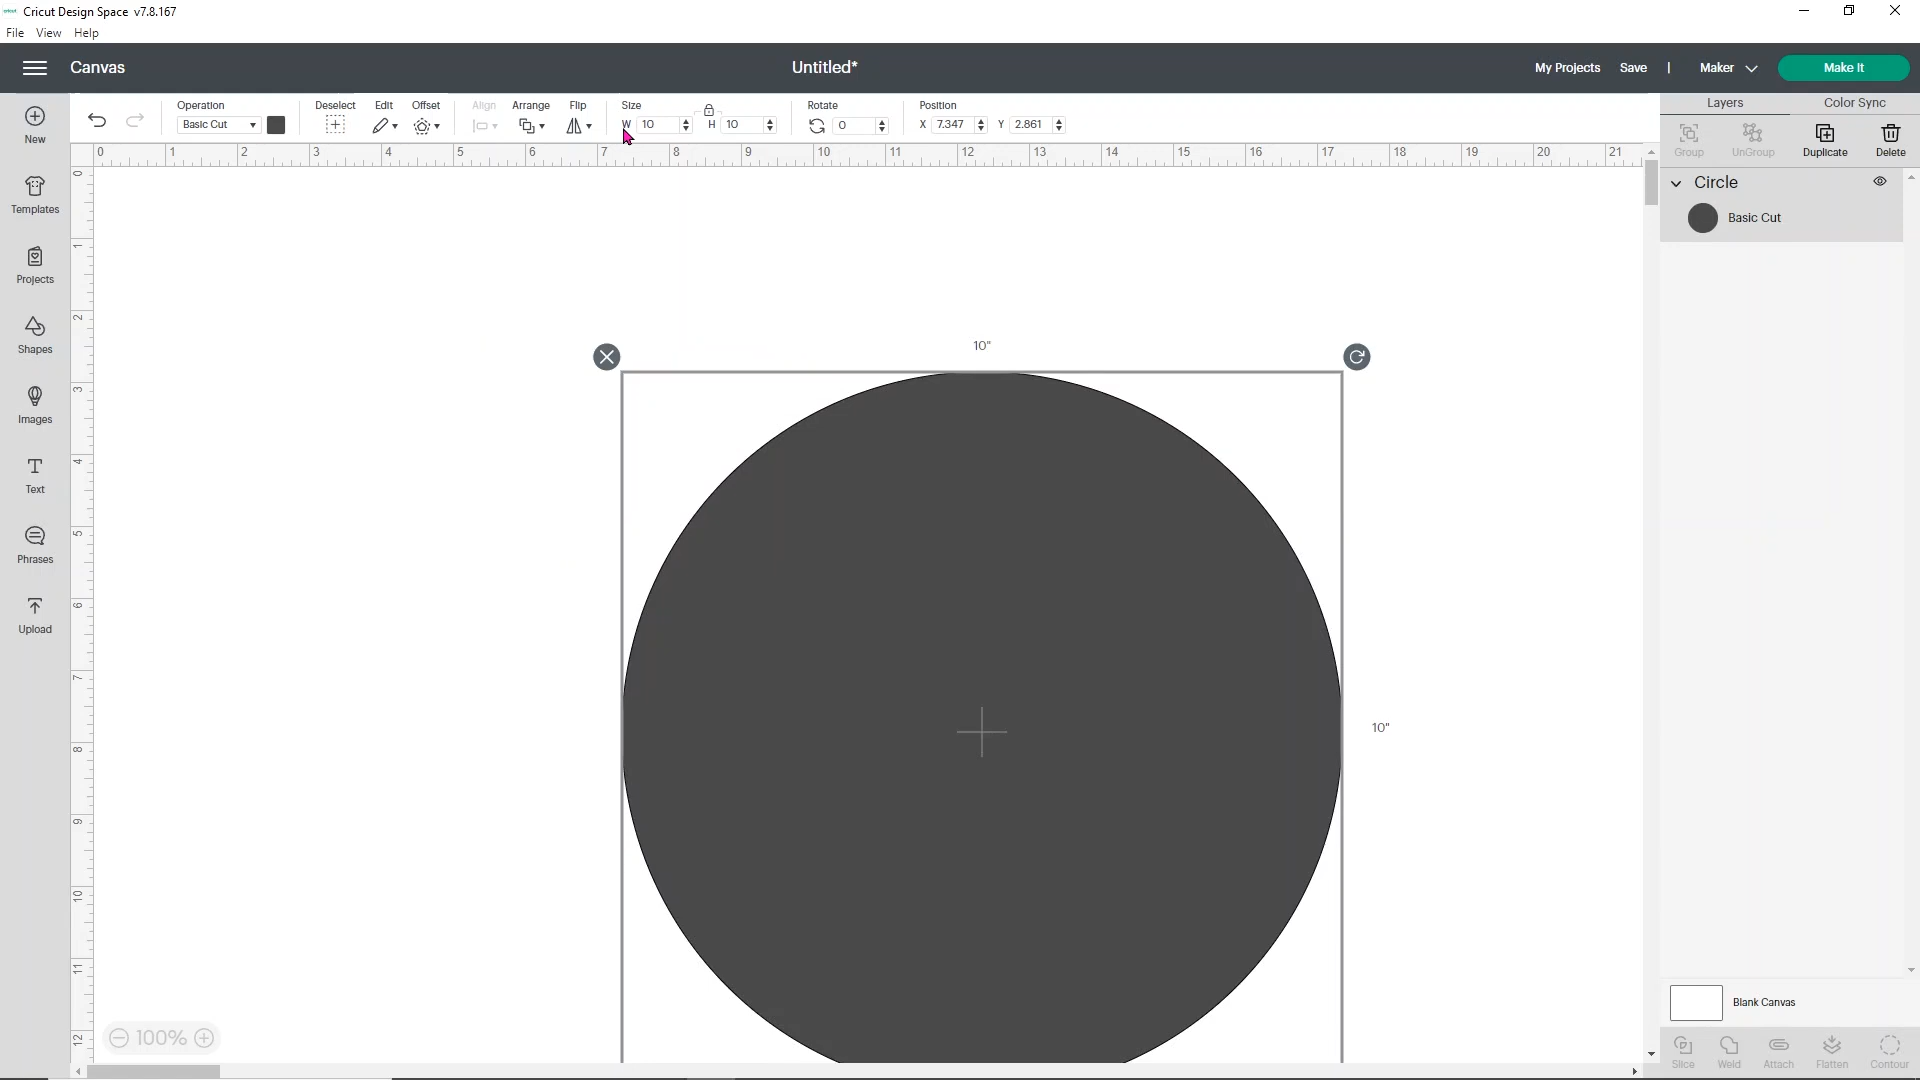 cricut Cricut Design Space v7.8.167
File View Help
Canvas Untitled* My Projects Save | Maker Make It
Operation Deselect Edit Offset Align Arrange Flip Size Rotate Position
Basic Cut W 10 H 10 0 X 7.347 Y 2.861
Layers Color Sync
Group UnGroup Duplicate Delete
Circle
Basic Cut
New
Templates
Projects
Shapes
Images
Text
Phrases
Upload
0 1 2 3 4 5 6 7 8 9 10 11 12 13 14 15 16 17 18 19 20 21
0
1
2
3
4
5
6
7
8
9
10
11
12
10"
10"
100%
Blank Canvas
Slice Weld Attach Flatten Contour